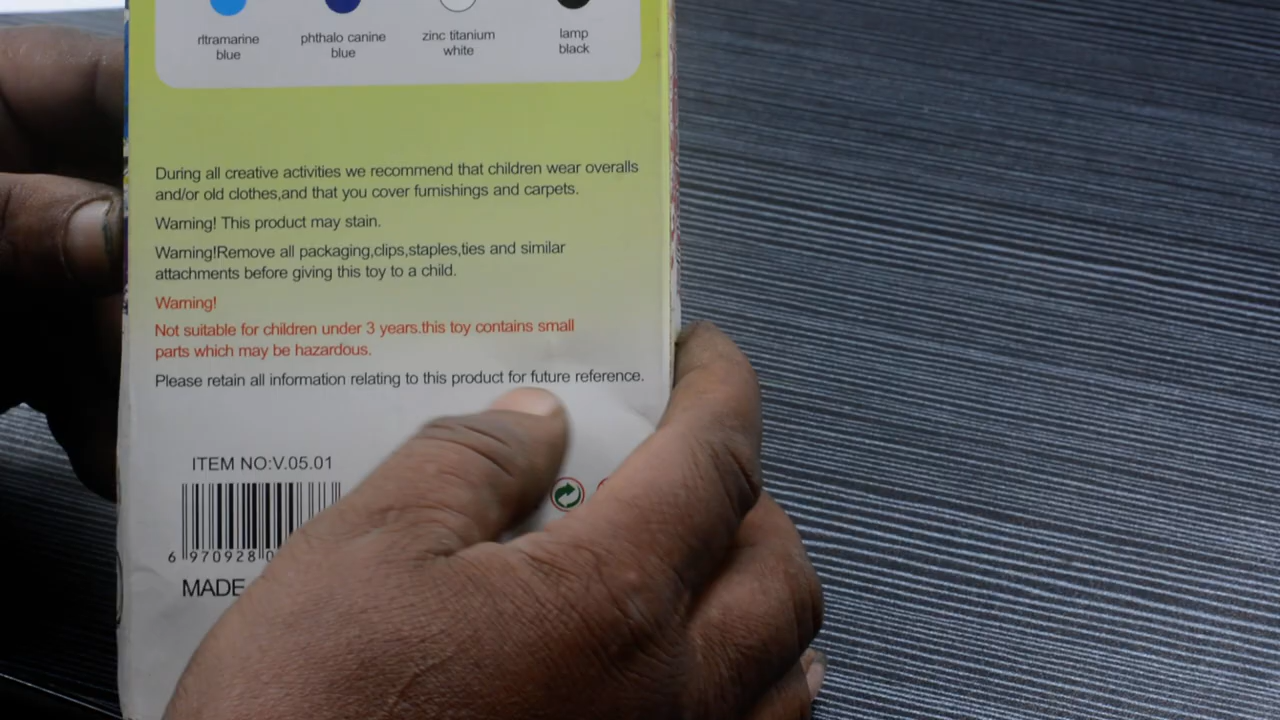 rltramarine
blue
phthalo canine
blue
zinc titanium
white
lamp
black
During all creative activities we recommend that children wear overalls
and/or old clothes,and that you cover furnishings and carpets.
Warning! This product may stain.
Warning!Remove all packaging,clips,staples,ties and similar
attachments before giving this toy to a child.
Warning!
Not suitable for children under 3 years.this toy contains small
parts which may be hazardous.
Please retain all information relating to this product for future reference.
ITEM NO:V.05.01
6 970928
MADE